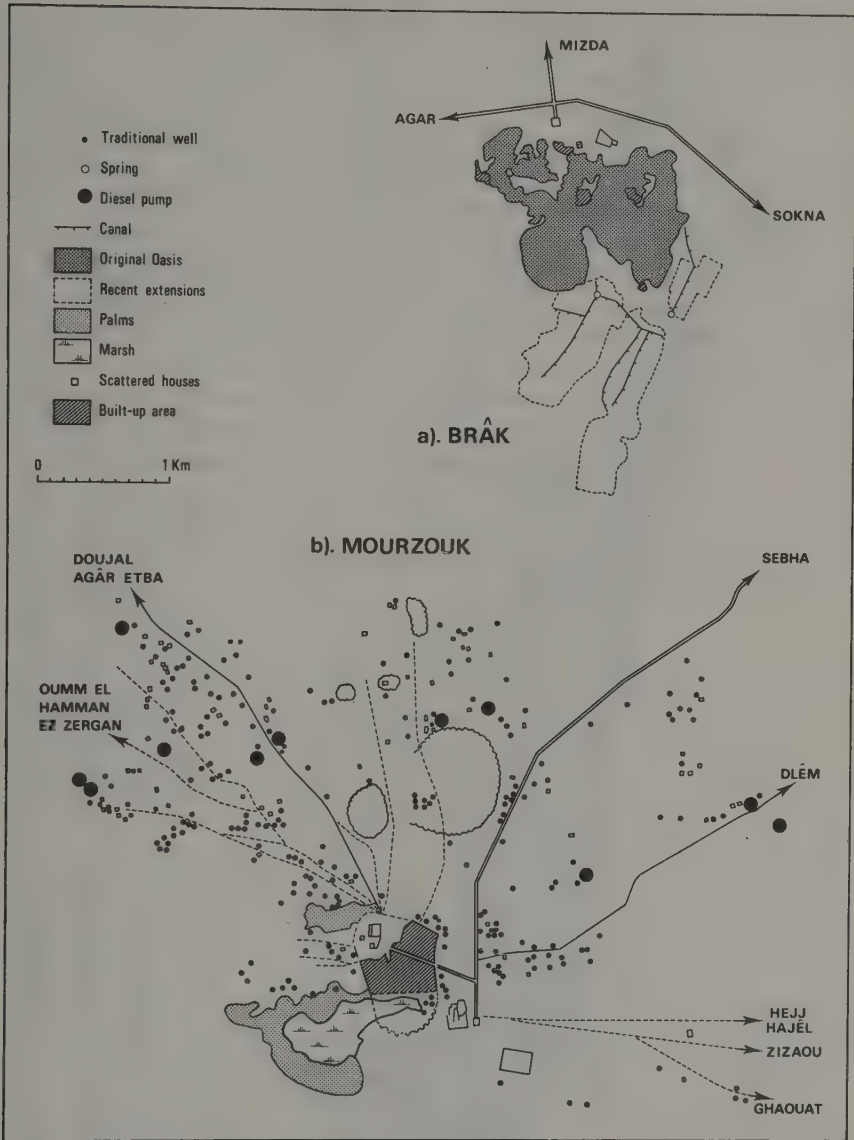 MIZDA
AGAR
SOKNA
Traditional well
Spring
Diesel pump
Canal
Original Oasis
Recent extensions
Palms
Marsh
Scattered houses
Built-up area
0 1 Km
a). BRÂK
b). MOURZOUK
DOUJAL
AGÂR ETBA
SEBHA
OUMM EL
HAMMAN
EZ ZERGAN
DLÊM
HEJJ
HAJÊL
ZIZAOU
GHAOUAT